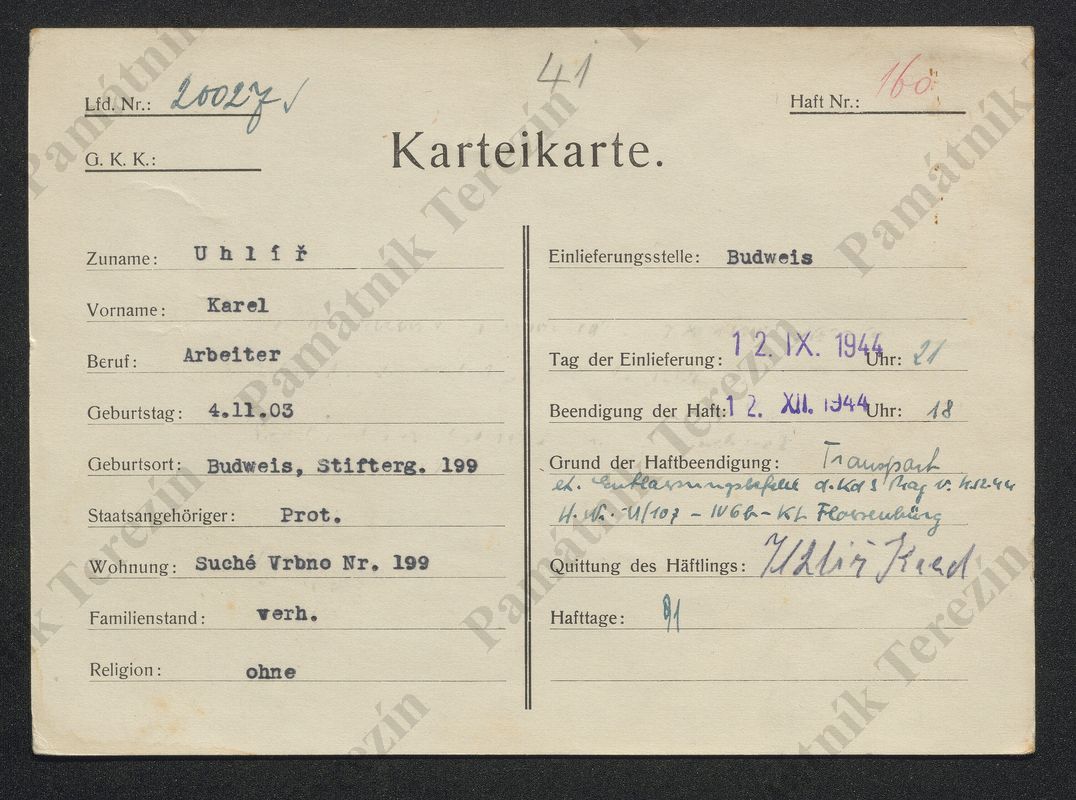 41
Lfd. Nr.: 20027
Haft Nr.: 160
G. K. K.:
Karteikarte.
Zuname: Uhlíř
Vorname: Karel
Beruf: Arbeiter
Geburtstag: 4.11.03
Geburtsort: Budweis, Stifterg. 199
Staatsangehöriger: Prot.
Wohnung: Suché Vrbno Nr. 199
Familienstand: verh.
Religion: ohne
Einlieferungsstelle: Budweis
Tag der Einlieferung: 12. IX. 1944 Uhr: 21
Beendigung der Haft: 12. XII. 1944 Uhr: 18
Grund der Haftbeendigung: Transport
Entlassungsbefehl d. KdS Prag v.
IV6b - KL Flossenbürg
Quittung des Häftlings: Uhlíř Karel
Hafttage: 91
Památník Terezín